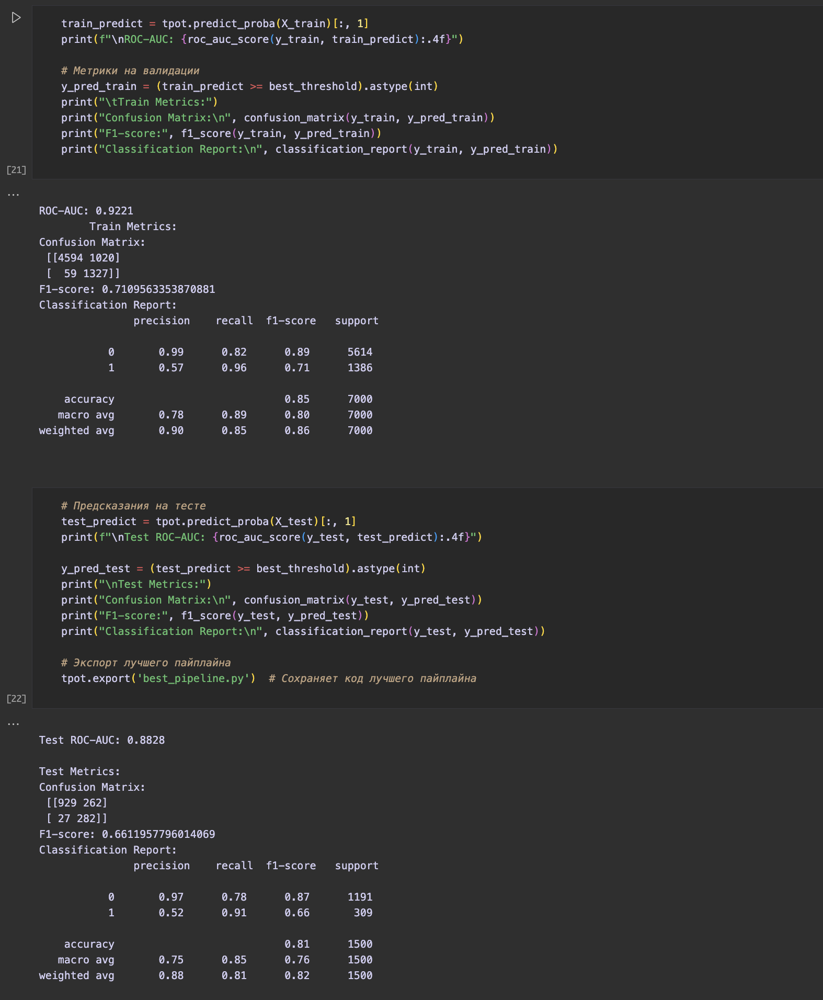 train_predict = tpot.predict_proba(X_train)[:, 1]
print(f"\nROC-AUC: {roc_auc_score(y_train, train_predict):.4f}")
# Метрики на валидации
y_pred_train = (train_predict >= best_threshold).astype(int)
print("\tTrain Metrics:")
print("Confusion Matrix:\n", confusion_matrix(y_train, y_pred_train))
print("F1-score:", f1_score(y_train, y_pred_train))
print("Classification Report:\n", classification_report(y_train, y_pred_train))
[21]
...
ROC-AUC: 0.9221
Train Metrics:
Confusion Matrix:
[[4594 1020]
[  59 1327]]
F1-score: 0.7109563353870881
Classification Report:
precision    recall  f1-score   support
0       0.99      0.82      0.89      5614
1       0.57      0.96      0.71      1386
accuracy                           0.85      7000
macro avg       0.78      0.89      0.80      7000
weighted avg       0.90      0.85      0.86      7000
# Предсказания на тесте
test_predict = tpot.predict_proba(X_test)[:, 1]
print(f"\nTest ROC-AUC: {roc_auc_score(y_test, test_predict):.4f}")
y_pred_test = (test_predict >= best_threshold).astype(int)
print("\nTest Metrics:")
print("Confusion Matrix:\n", confusion_matrix(y_test, y_pred_test))
print("F1-score:", f1_score(y_test, y_pred_test))
print("Classification Report:\n", classification_report(y_test, y_pred_test))
# Экспорт лучшего пайплайна
tpot.export('best_pipeline.py')  # Сохраняет код лучшего пайплайна
[22]
...
Test ROC-AUC: 0.8828
Test Metrics:
Confusion Matrix:
[[929 262]
[ 27 282]]
F1-score: 0.6611957796014069
Classification Report:
precision    recall  f1-score   support
0       0.97      0.78      0.87      1191
1       0.52      0.91      0.66       309
accuracy                           0.81      1500
macro avg       0.75      0.85      0.76      1500
weighted avg       0.88      0.81      0.82      1500